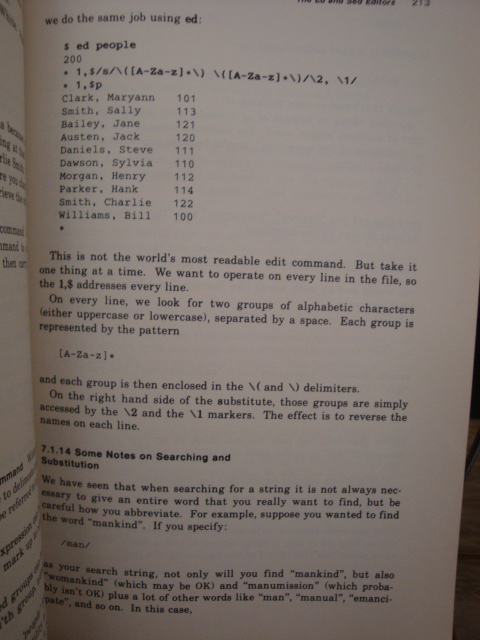 The Ed and Sed Editors 213
we do the same job using ed:
$ ed people
200
* 1,$/s/\([A-Za-z]*\) \([A-Za-z]*\)/\2, \1/
* 1,$p
Clark, Maryann 101
Smith, Sally 113
Bailey, Jane 121
Austen, Jack 120
Daniels, Steve 111
Dawson, Sylvia 110
Morgan, Henry 112
Parker, Hank 114
Smith, Charlie 122
Williams, Bill 100
*
This is not the world's most readable edit command. But take it
one thing at a time. We want to operate on every line in the file, so
the 1,$ addresses every line.
On every line, we look for two groups of alphabetic characters
(either uppercase or lowercase), separated by a space. Each group is
represented by the pattern
[A-Za-z]*
and each group is then enclosed in the \( and \) delimiters.
On the right hand side of the substitute, those groups are simply
accessed by the \2 and the \1 markers. The effect is to reverse the
names on each line.
7.1.14 Some Notes on Searching and
Substitution
We have seen that when searching for a string it is not always nec-
essary to give an entire word that you really want to find, but be
careful how you abbreviate. For example, suppose you wanted to find
the word "mankind". If you specify:
/man/
as your search string, not only will you find "mankind", but also
"womankind" (which may be OK) and "manumission" (which proba-
bly isn't OK) plus a lot of other words like "man", "manual", "emanci-
pate", and so on. In this case,